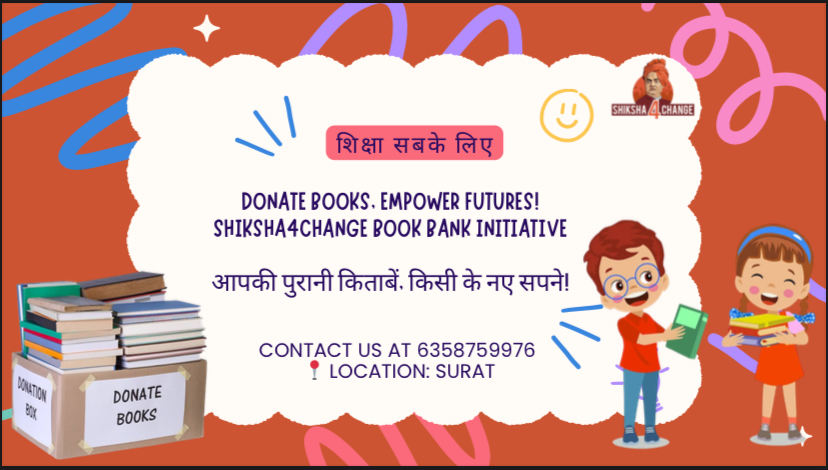 SHIKSHA 4 CHANGE
शिक्षा सबके लिए
DONATE BOOKS, EMPOWER FUTURES!
SHIKSHA4CHANGE BOOK BANK INITIATIVE
आपकी पुरानी किताबें, किसी के नए सपने!
CONTACT US AT 6358759976
📍 LOCATION: SURAT
DONATION
BOX
DONATE
BOOKS